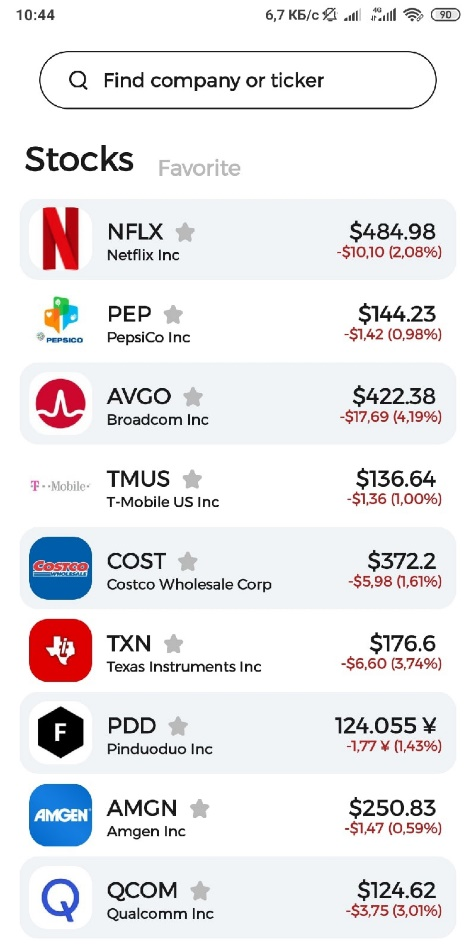 10:44
6,7 КБ/с 4G 90
Find company or ticker
Stocks Favorite
NFLX $484.98
Netflix Inc -$10,10 (2,08%)
PEP $144.23
PEPSICO PepsiCo Inc -$1,42 (0,98%)
AVGO $422.38
Broadcom Inc -$17,69 (4,19%)
TMUS $136.64
T··Mobile· T-Mobile US Inc -$1,36 (1,00%)
COST $372.2
COSTCO WHOLESALE Costco Wholesale Corp -$5,98 (1,61%)
TXN $176.6
Texas Instruments Inc -$6,60 (3,74%)
F PDD 124.055 ¥
Pinduoduo Inc -1,77 ¥ (1,43%)
AMGN $250.83
AMGEN Amgen Inc -$1,47 (0,59%)
QCOM $124.62
Qualcomm Inc -$3,75 (3,01%)